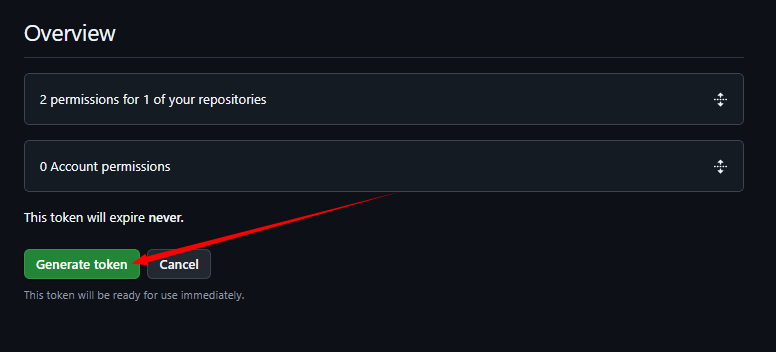 Overview
2 permissions for 1 of your repositories
0 Account permissions
This token will expire never.
Generate token
Cancel
This token will be ready for use immediately.